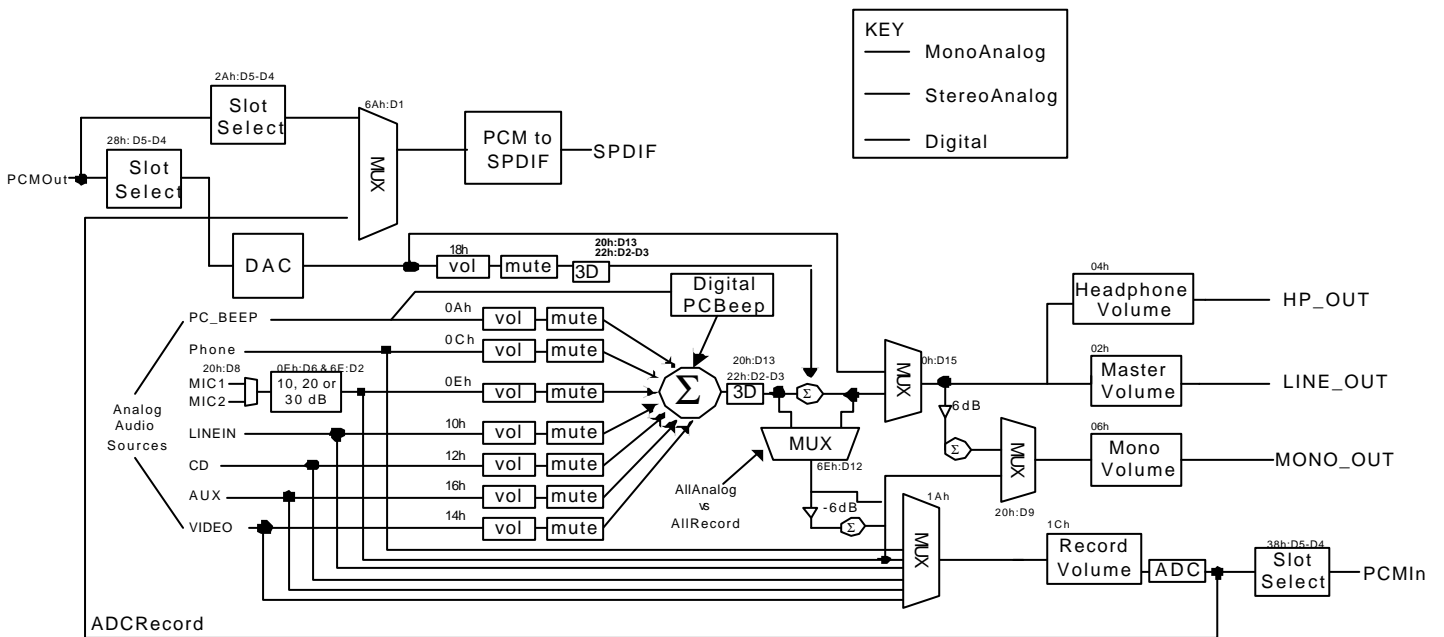 KEY
MonoAnalog
StereoAnalog
Digital
2Ah:D5-D4
Slot
Select
6Ah:D1
MUX
PCM to
SPDIF
SPDIF
28h: D5-D4
Slot
Select
PCMOut
DAC
18h
vol
mute
20h:D13
22h:D2-D3
3D
Digital
PCBeep
04h
Headphone
Volume
HP_OUT
PC_BEEP
0Ah
vol
mute
Phone
0Ch
vol
mute
20h:D8
MIC1
MIC2
0Eh:D6 & 6E:D2
10, 20 or
30 dB
0Eh
vol
mute
Σ
20h:D13
22h:D2-D3
3D
Σ
MUX
0h:D15
02h
Master
Volume
LINE_OUT
Analog
Audio
Sources
LINEIN
10h
vol
mute
MUX
6Eh:D12
6dB
Σ
MUX
20h:D9
06h
Mono
Volume
MONO_OUT
CD
12h
vol
mute
AUX
16h
vol
mute
VIDEO
14h
vol
mute
AllAnalog
vs
AllRecord
-6dB
Σ
1Ah
MUX
1Ch
Record
Volume
ADC
38h:D5-D4
Slot
Select
PCMIn
ADCRecord